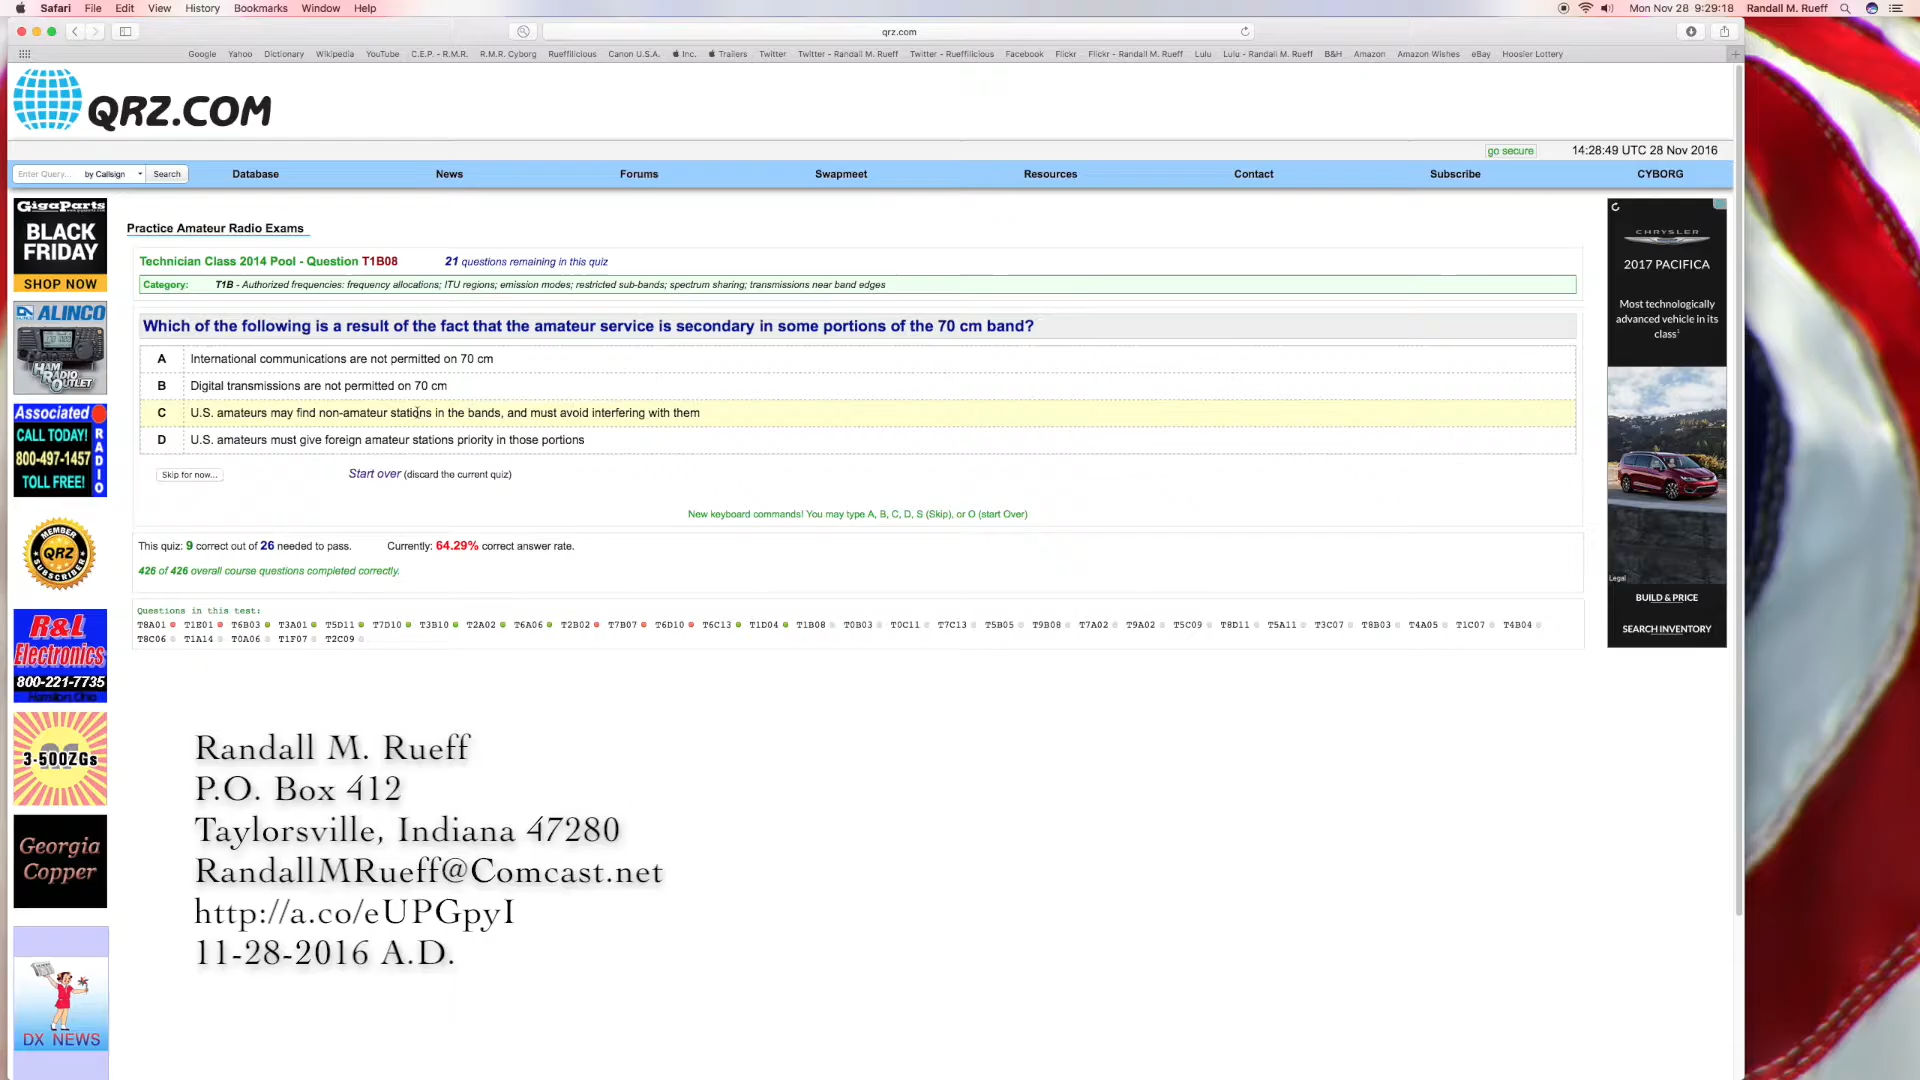 Safari File Edit View History Bookmarks Window Help
Mon Nov 28 9:29:18 Randall M. Rueff
qrz.com
Google Yahoo Dictionary Wikipedia YouTube C.E.P. - R.M.R. R.M.R. Cyborg Rueffilicious Canon U.S.A. Inc. Trailers Twitter Twitter - Randall M. Rueff Twitter - Rueffilicious Facebook Flickr Flickr - Randall M. Rueff Lulu Lulu - Randall M. Rueff B&H Amazon Amazon Wishes eBay Hoosier Lottery
QRZ.COM
go secure 14:28:49 UTC 28 Nov 2016
Enter Query... by Callsign Search Database News Forums Swapmeet Resources Contact Subscribe CYBORG
Practice Amateur Radio Exams
Technician Class 2014 Pool - Question T1B08 21 questions remaining in this quiz
Category: T1B - Authorized frequencies: frequency allocations; ITU regions; emission modes; restricted sub-bands; spectrum sharing; transmissions near band edges
Which of the following is a result of the fact that the amateur service is secondary in some portions of the 70 cm band?
A International communications are not permitted on 70 cm
B Digital transmissions are not permitted on 70 cm
C U.S. amateurs may find non-amateur stations in the bands, and must avoid interfering with them
D U.S. amateurs must give foreign amateur stations priority in those portions
Skip for now... Start over (discard the current quiz)
New keyboard commands! You may type A, B, C, D, S (Skip), or O (start Over)
This quiz: 9 correct out of 26 needed to pass. Currently: 64.29% correct answer rate.
426 of 426 overall course questions completed correctly.
Questions in this test:
T8A01 T1E01 T6B03 T3A01 T5D11 T7D10 T3B10 T2A02 T6A06 T2B02 T7B07 T6D10 T6C13 T1D04 T1B08 T0B03 T0C11 T7C13 T5B05 T9B08 T7A02 T9A02 T5C09 T8D11 T5A11 T3C07 T8B03 T4A05 T1C07 T4B04
T8C06 T1A14 T0A06 T1F07 T2C09
GigaParts
BLACK
FRIDAY
SHOP NOW
ALINCO
HAM
RADIO
OUTLET
Associated
CALL TODAY!
800-497-1457
TOLL FREE!
RADIO
MEMBER
QRZ
SUBSCRIBER
R&L
Electronics
800-221-7735
Hamilton Ohio
3-500ZGs
Georgia
Copper
DX NEWS
CHRYSLER
2017 PACIFICA
Most technologically
advanced vehicle in its
class¹
Legal
BUILD & PRICE
SEARCH INVENTORY
Randall M. Rueff
P.O. Box 412
Taylorsville, Indiana 47280
RandallMRueff@Comcast.net
http://a.co/eUPGpyI
11-28-2016 A.D.